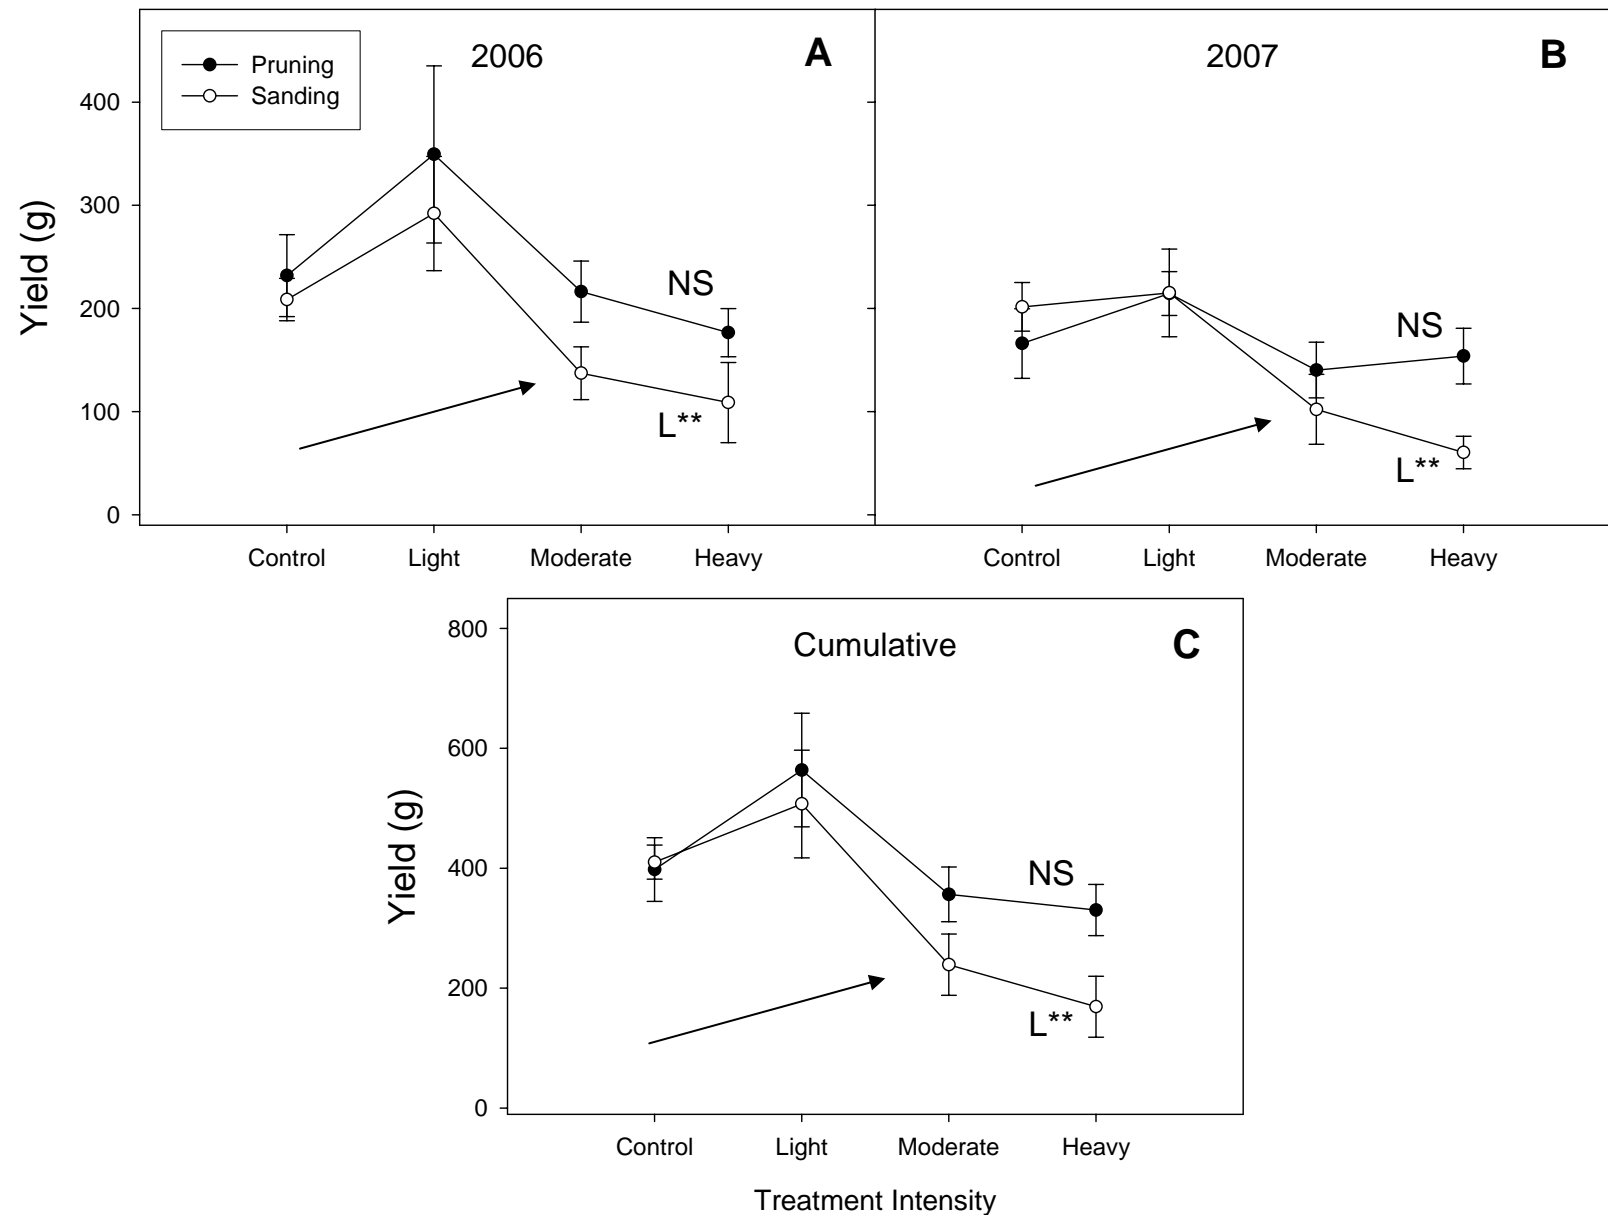 2006
A
Pruning
Sanding
Yield (g)
400
300
200
100
0
NS
L**
Control Light Moderate Heavy
2007
B
NS
L**
Control Light Moderate Heavy
Cumulative
C
Yield (g)
800
600
400
200
0
NS
L**
Control Light Moderate Heavy
Treatment Intensity